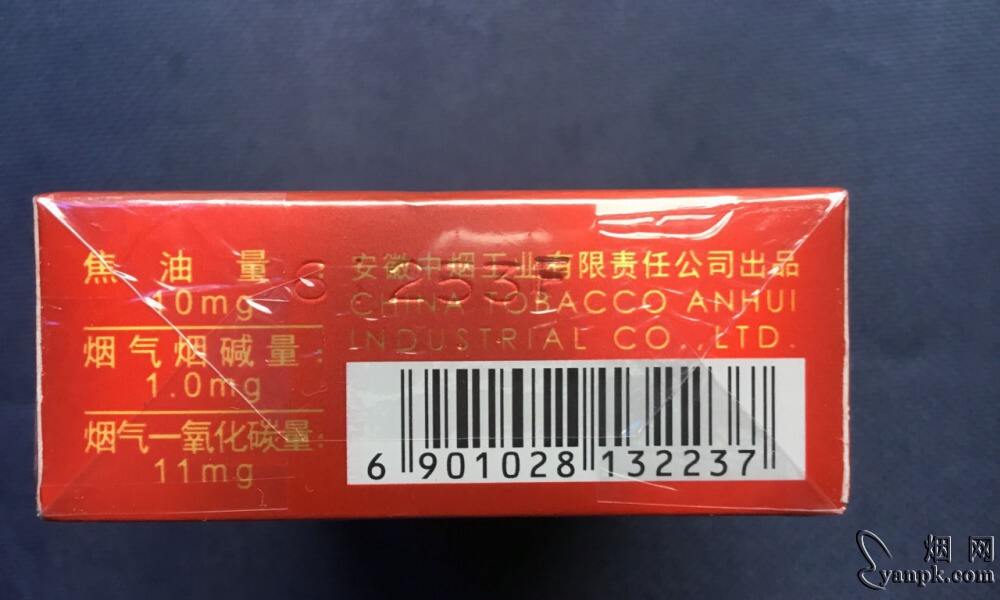 焦油量:
10mg
烟气烟碱量:
1.0mg
烟气一氧化碳量:
11mg
安徽中烟工业有限责任公司出品
CHINA TOBACCO ANHUI
INDUSTRIAL CO.,LTD.
6 901028 132237
烟网
yanpk.com